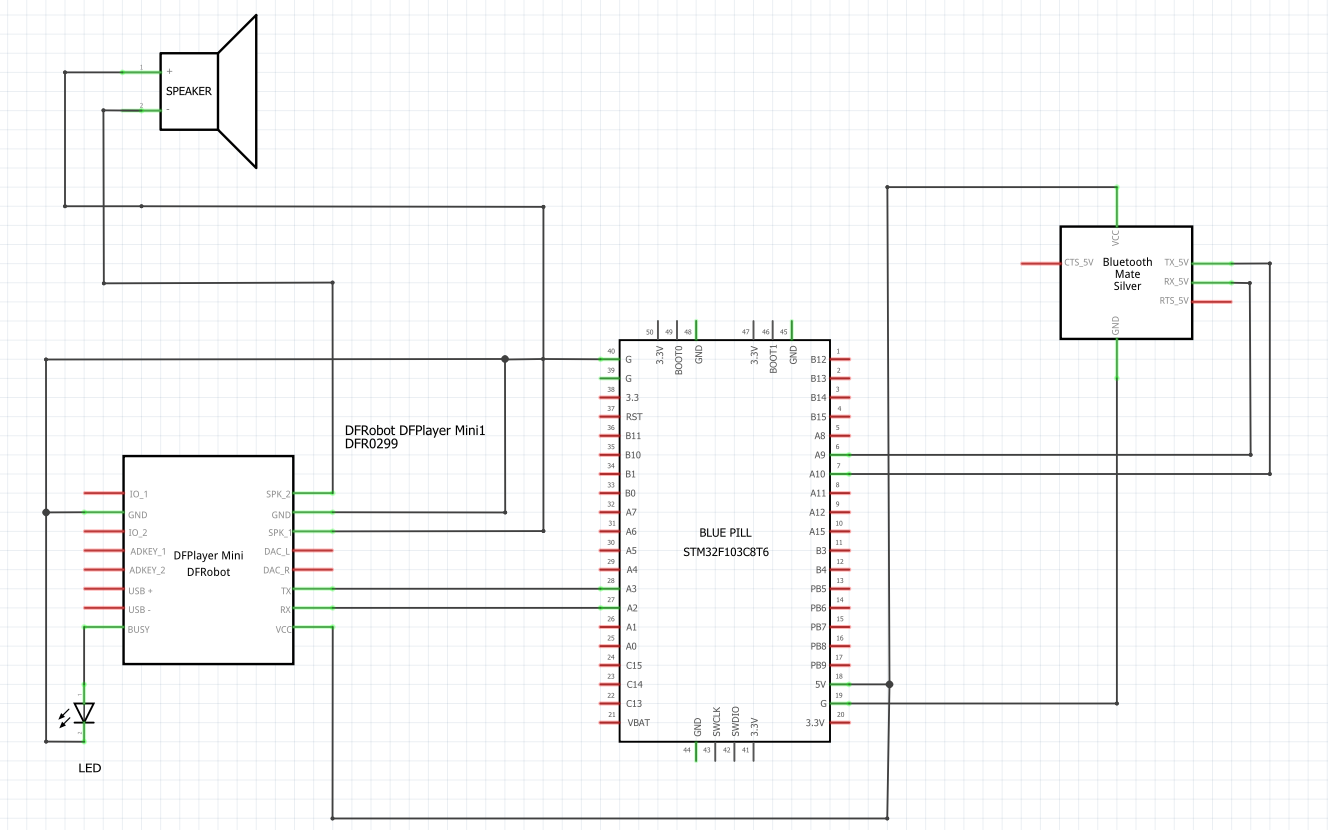 1
+
SPEAKER
2
-
VCC
CTS_5V
Bluetooth
Mate
Silver
TX_5V
RX_5V
RTS_5V
GND
50 49 48 47 46 45
3.3V BOOT0 GND 3.3V BOOT1 GND
40 G B12 1
39 G B13 2
38 3.3 B14 3
37 RST B15 4
36 B11 A8 5
35 B10 A9 6
34 B1 A10 7
33 B0 A11 8
32 A7 A12 9
31 A6 A15 10
30 A5 B3 11
29 A4 B4 12
28 A3 PB5 13
27 A2 PB6 14
26 A1 PB7 15
25 A0 PB8 16
24 C15 PB9 17
23 C14 5V 18
22 C13 G 19
21 VBAT 3.3V 20
BLUE PILL
STM32F103C8T6
GND SWCLK SWDIO 3.3V
44 43 42 41
DFRobot DFPlayer Mini1
DFR0299
IO_1 SPK_2
GND GND
IO_2 SPK_1
ADKEY_1 DAC_L
ADKEY_2 DAC_R
USB + TX
USB - RX
BUSY VCC
DFPlayer Mini
DFRobot
1
2
LED